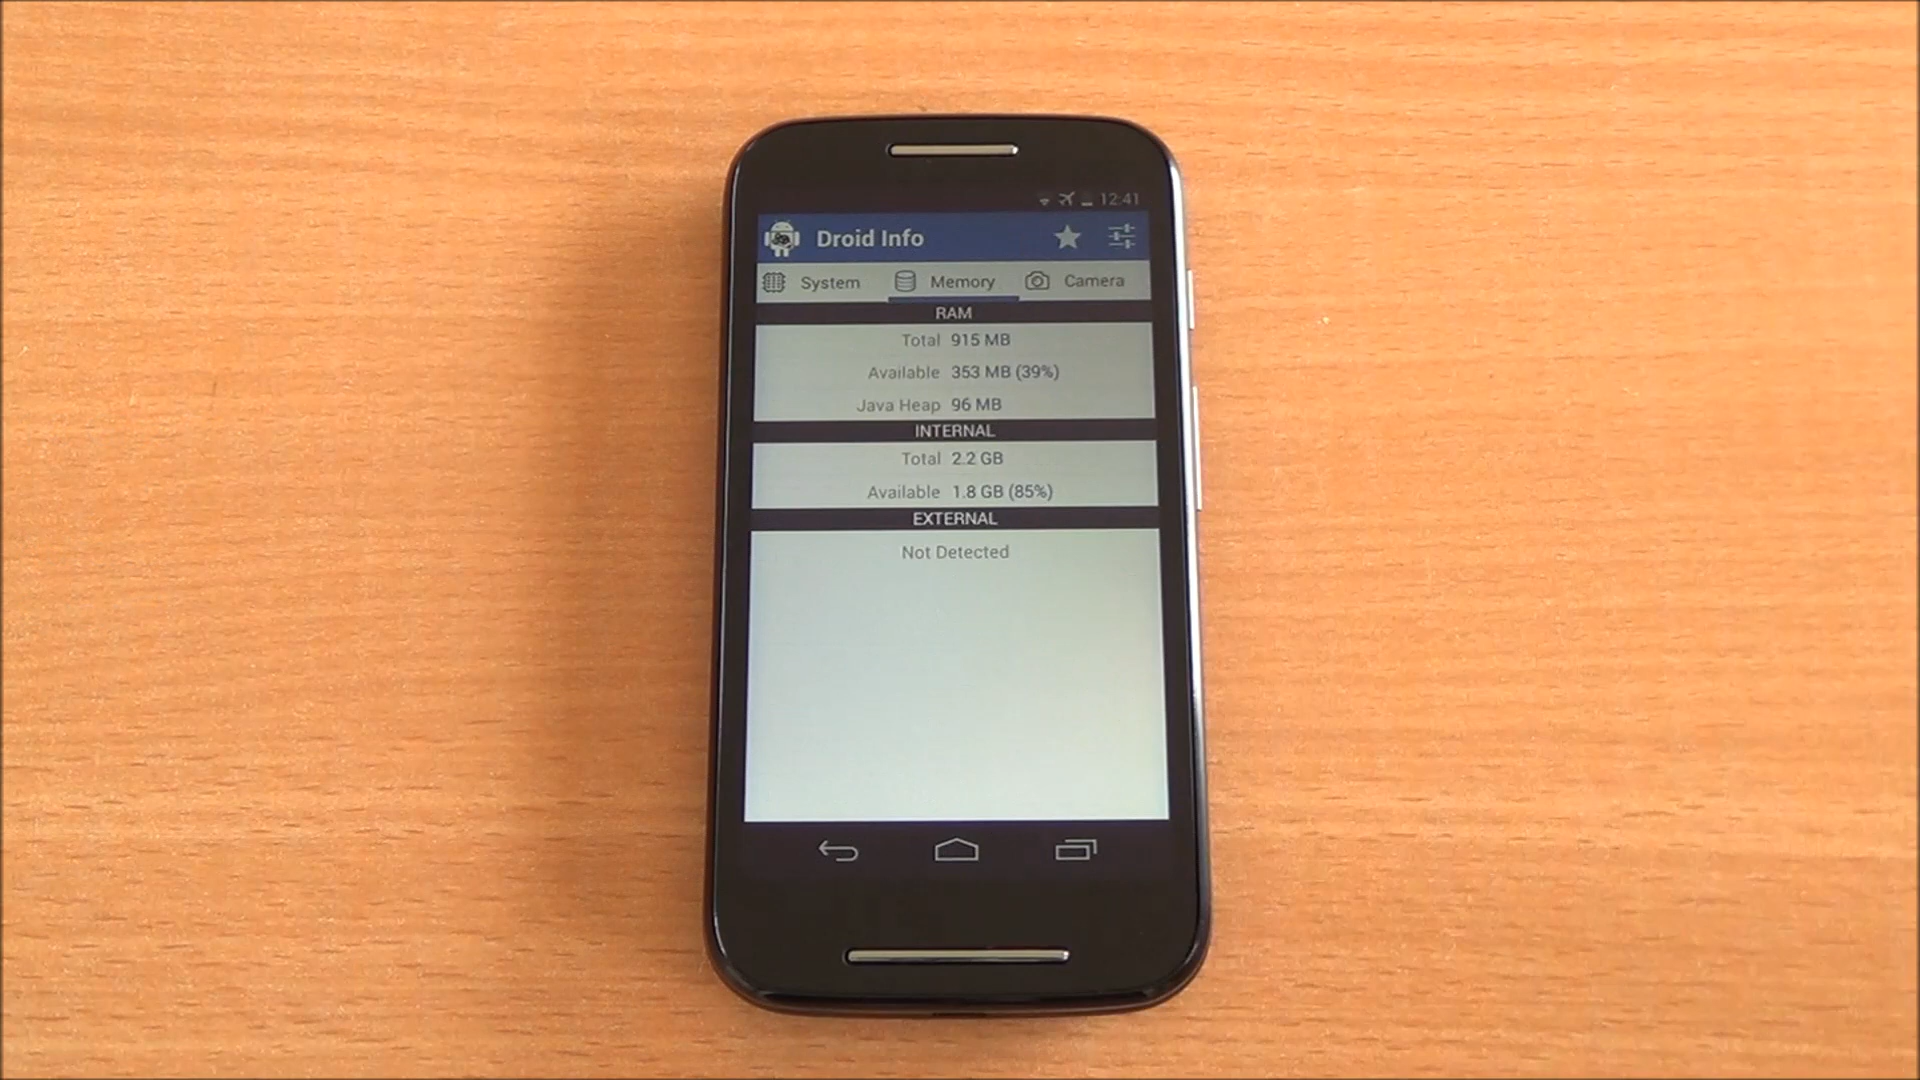 12:41
Droid Info
System Memory Camera
RAM
Total 915 MB
Available 353 MB (39%)
Java Heap 96 MB
INTERNAL
Total 2.2 GB
Available 1.8 GB (85%)
EXTERNAL
Not Detected